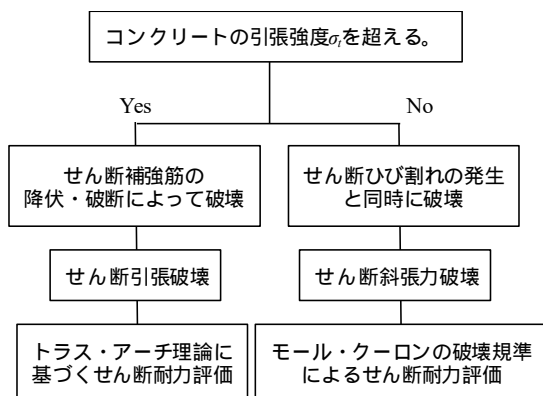 コンクリートの引張強度σtを超える。
Yes
No
せん断補強筋の
降伏・破断によって破壊
せん断ひび割れの発生
と同時に破壊
せん断引張破壊
せん断斜張力破壊
トラス・アーチ理論に
基づくせん断耐力評価
モール・クーロンの破壊規準
によるせん断耐力評価